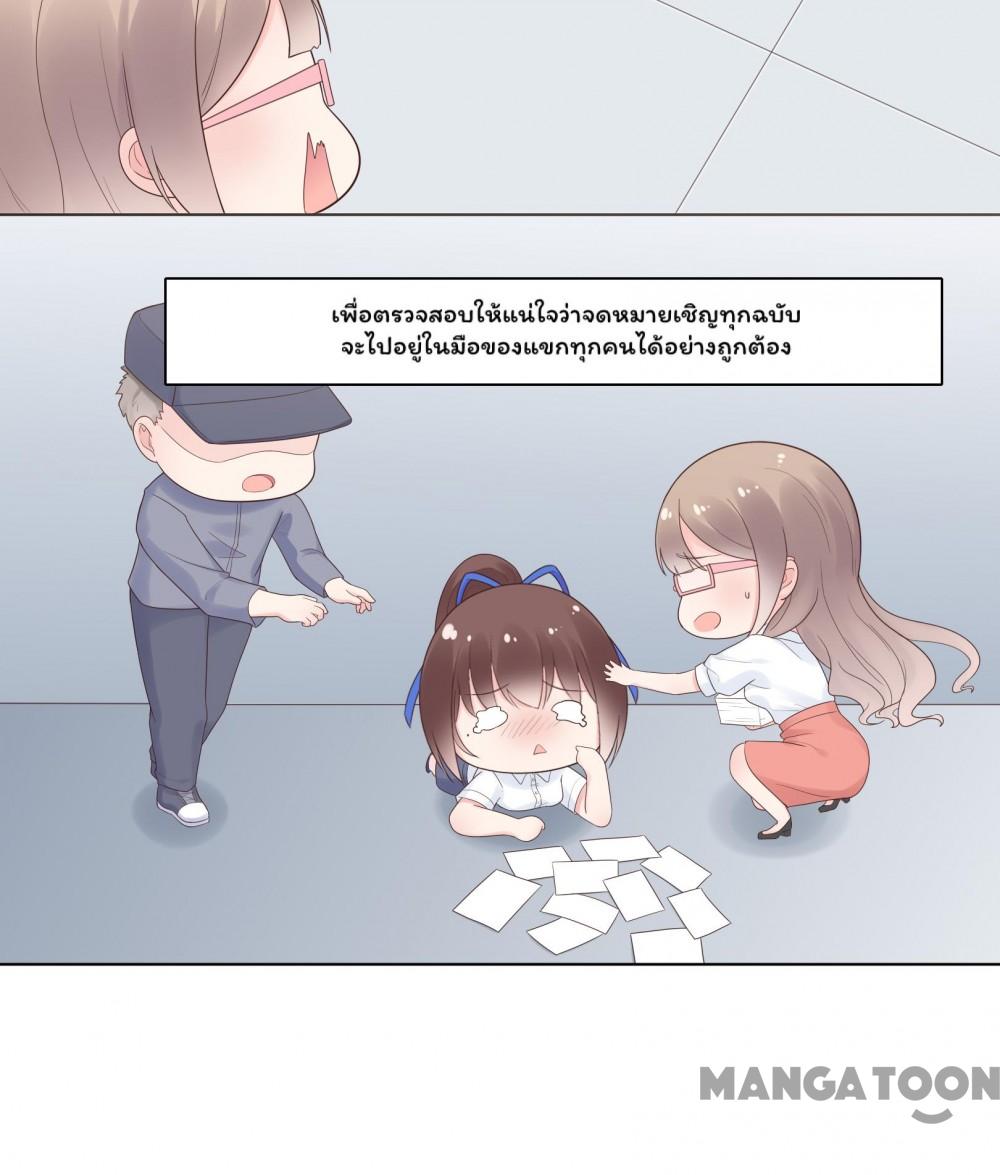 เพื่อตรวจสอบให้แน่ใจว่าจดหมายเชิญทุกฉบับ
จะไปอยู่ในมือของแขกทุกคนได้อย่างถูกต้อง
MANGATOON